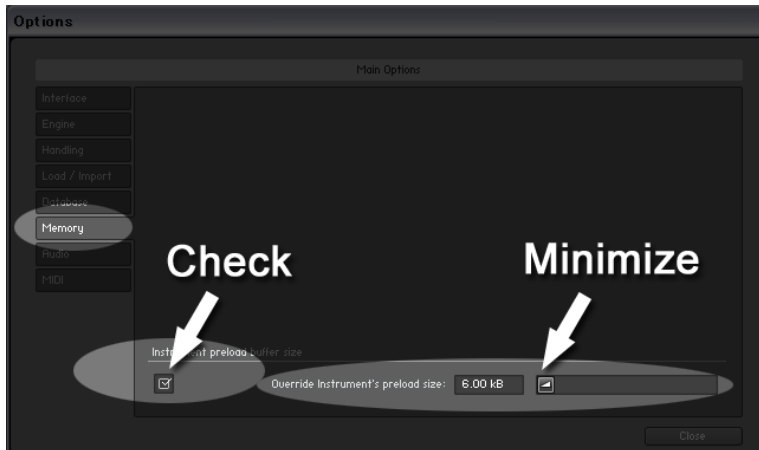 Options
Main Options
Interface
Engine
Handling
Load / Import
Database
Memory
Audio
MIDI
Check
Minimize
Instrument preload buffer size
Override Instrument's preload size: 6.00 kB
Close